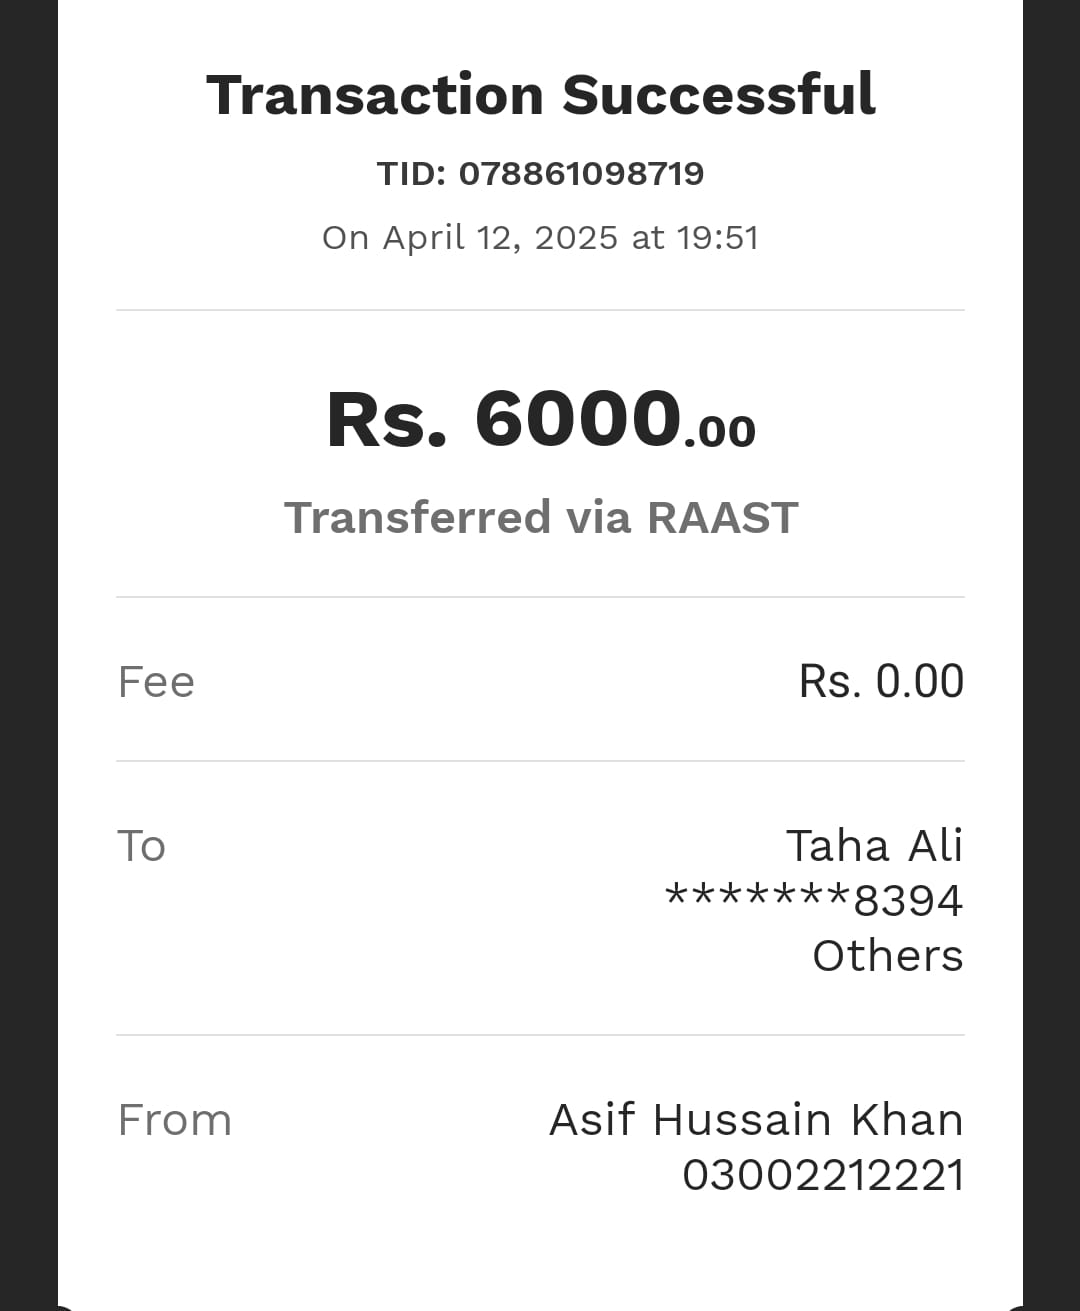 Transaction Successful
TID: 078861098719
On April 12, 2025 at 19:51
Rs. 6000.00
Transferred via RAAST
Fee Rs. 0.00
To Taha Ali
*******8394
Others
From Asif Hussain Khan
03002212221